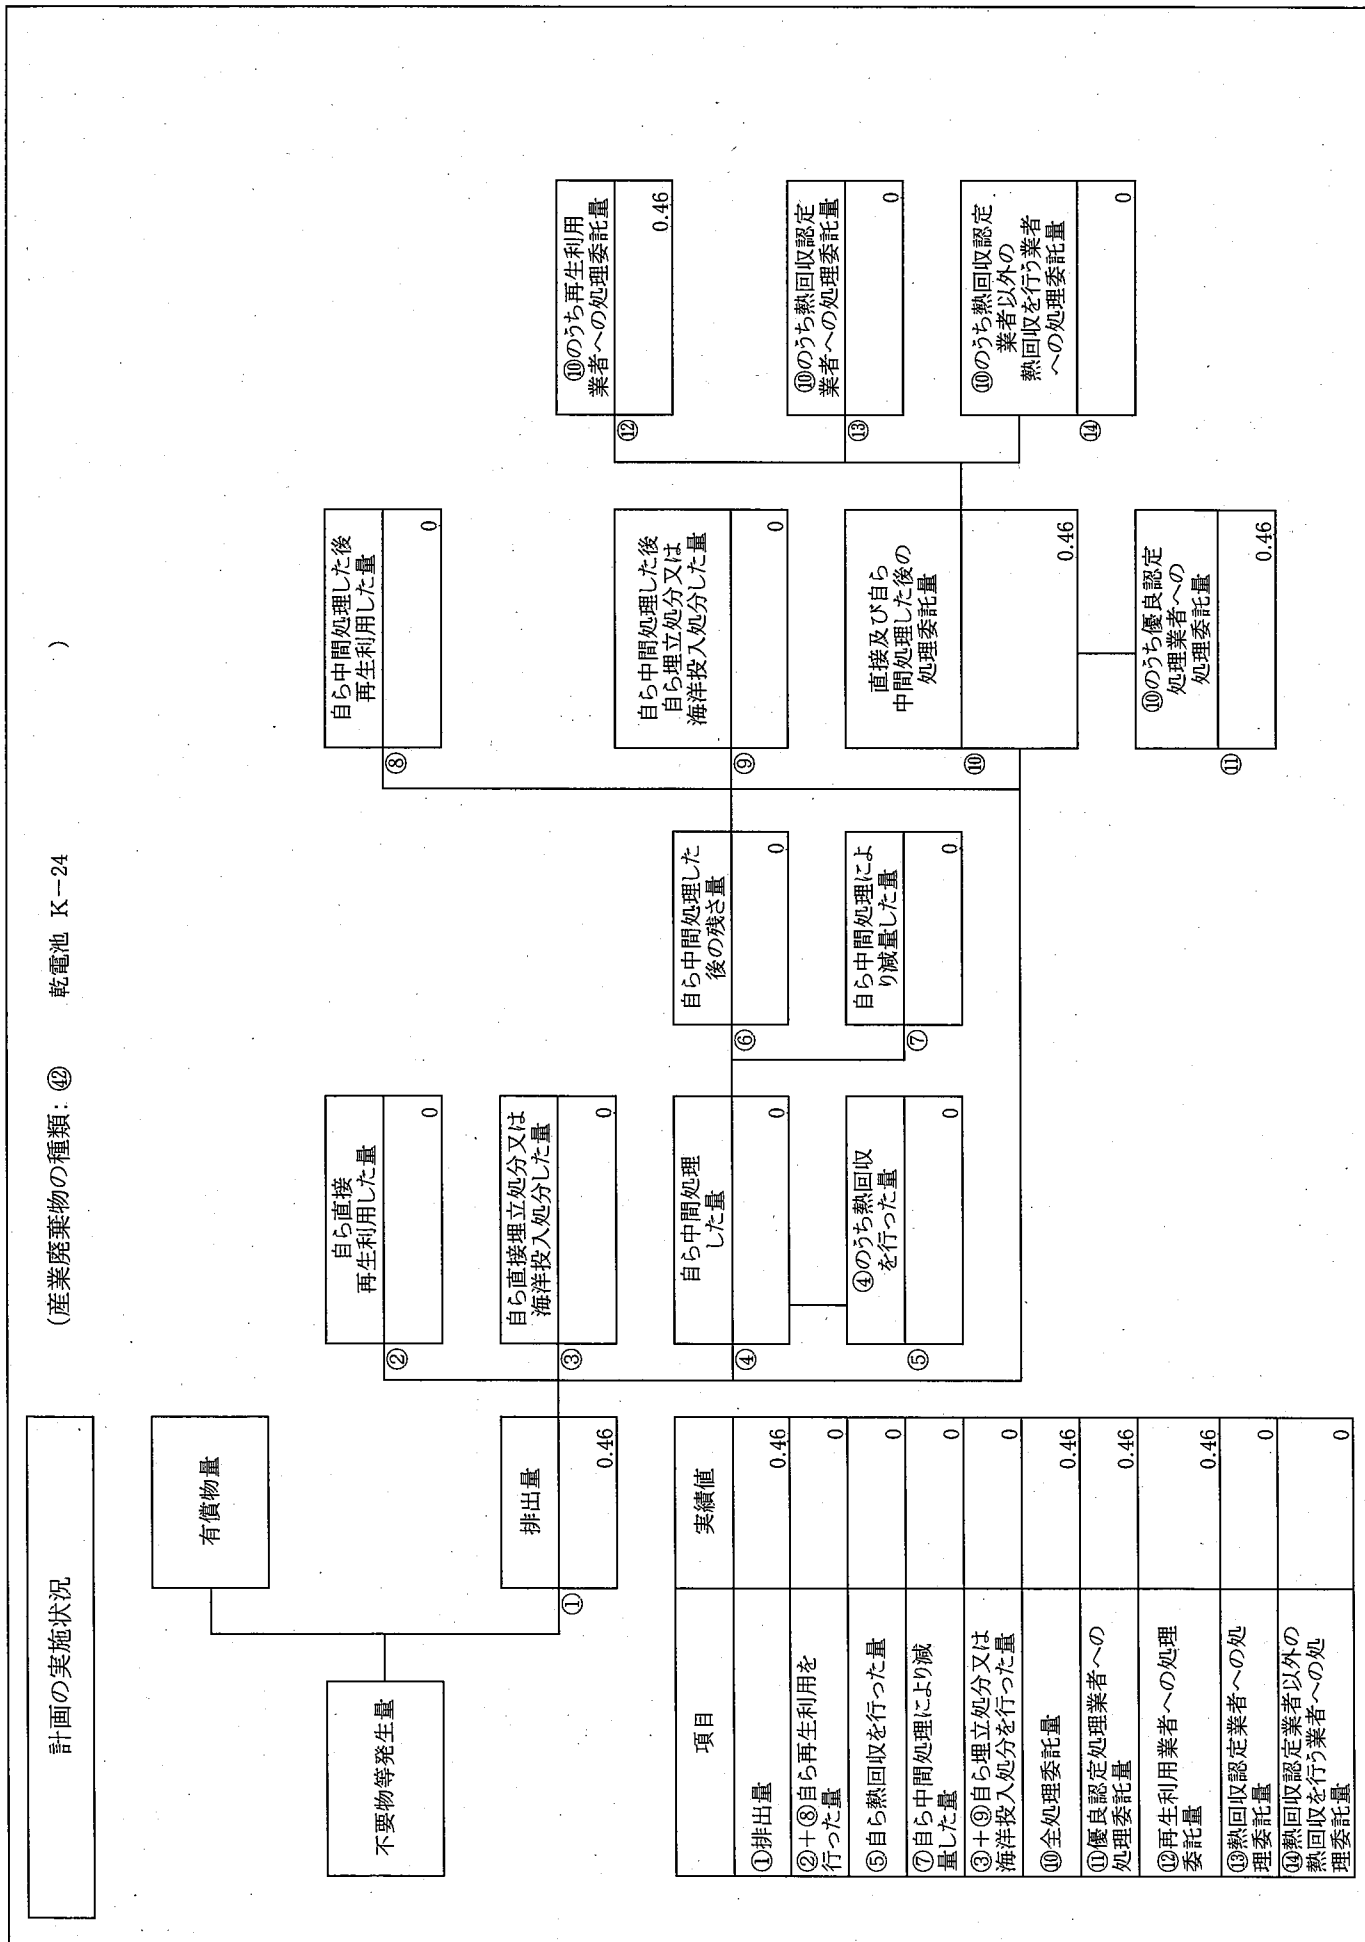 計画の実施状況
(産業廃棄物の種類: ㊷ 乾電池 K-24 )
不要物等発生量
有償物量
排出量
① 0.46
自ら直接
再生利用した量
② 0
自ら直接埋立処分又は
海洋投入処分した量
③ 0
自ら中間処理
した量
④ 0
④のうち熱回収
を行った量
⑤ 0
自ら中間処理した
後の残さ量
⑥ 0
自ら中間処理によ
り減量した量
⑦ 0
自ら中間処理した後
再生利用した量
⑧ 0
自ら中間処理した後
自ら埋立処分又は
海洋投入処分した量
⑨ 0
直接及び自ら
中間処理した後の
処理委託量
⑩ 0.46
⑩のうち優良認定
処理業者への
処理委託量
⑪ 0.46
⑩のうち再生利用
業者への処理委託量
⑫ 0.46
⑩のうち熱回収認定
業者への処理委託量
⑬ 0
⑩のうち熱回収認定
業者以外の
熱回収を行う業者
への処理委託量
⑭ 0
項目 実績値
①排出量 0.46
②+⑧自ら再生利用を
行った量 0
⑤自ら熱回収を行った量 0
⑦自ら中間処理により減
量した量 0
③+⑨自ら埋立処分又は
海洋投入処分を行った量 0
⑩全処理委託量 0.46
⑪優良認定処理業者への
処理委託量 0.46
⑫再生利用業者への処理
委託量 0.46
⑬熱回収認定業者への処
理委託量 0
⑭熱回収認定業者以外の
熱回収を行う業者への処
理委託量 0